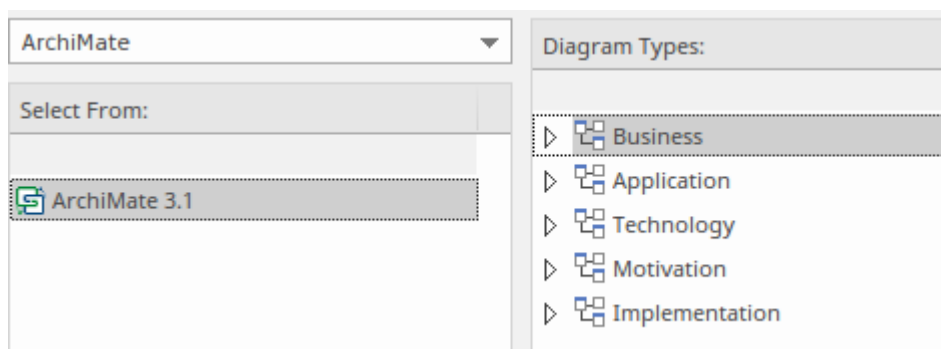 ArchiMate
Select From:
ArchiMate 3.1
Diagram Types:
Business
Application
Technology
Motivation
Implementation